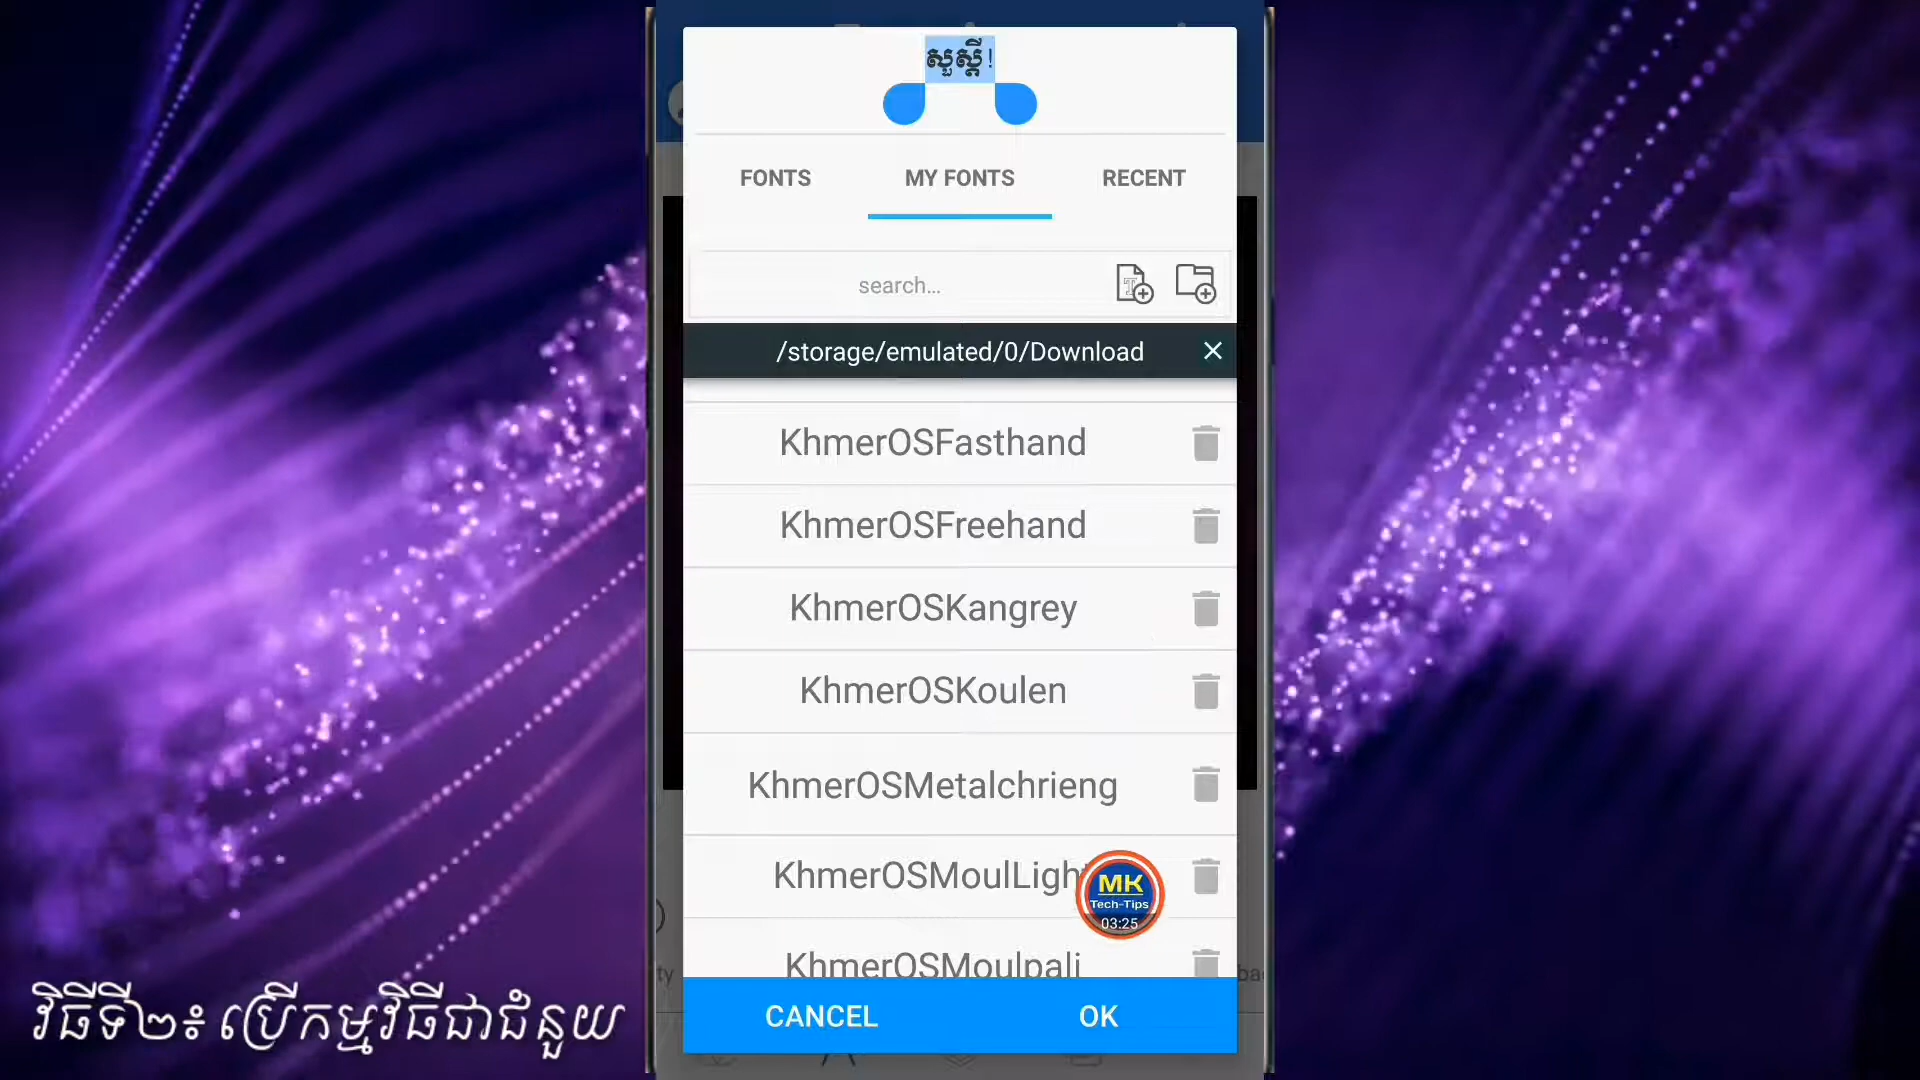 សួស្តី!
FONTS
MY FONTS
RECENT
search...
/storage/emulated/0/Download
KhmerOSFasthand
KhmerOSFreehand
KhmerOSKangrey
KhmerOSKoulen
KhmerOSMetalchrieng
KhmerOSMoulLight
MK
Tech-Tips
03:25
KhmerOSMoulpali
CANCEL
OK
វិធីទី២៖ ប្រើកម្មវិធីជាជំនួយ